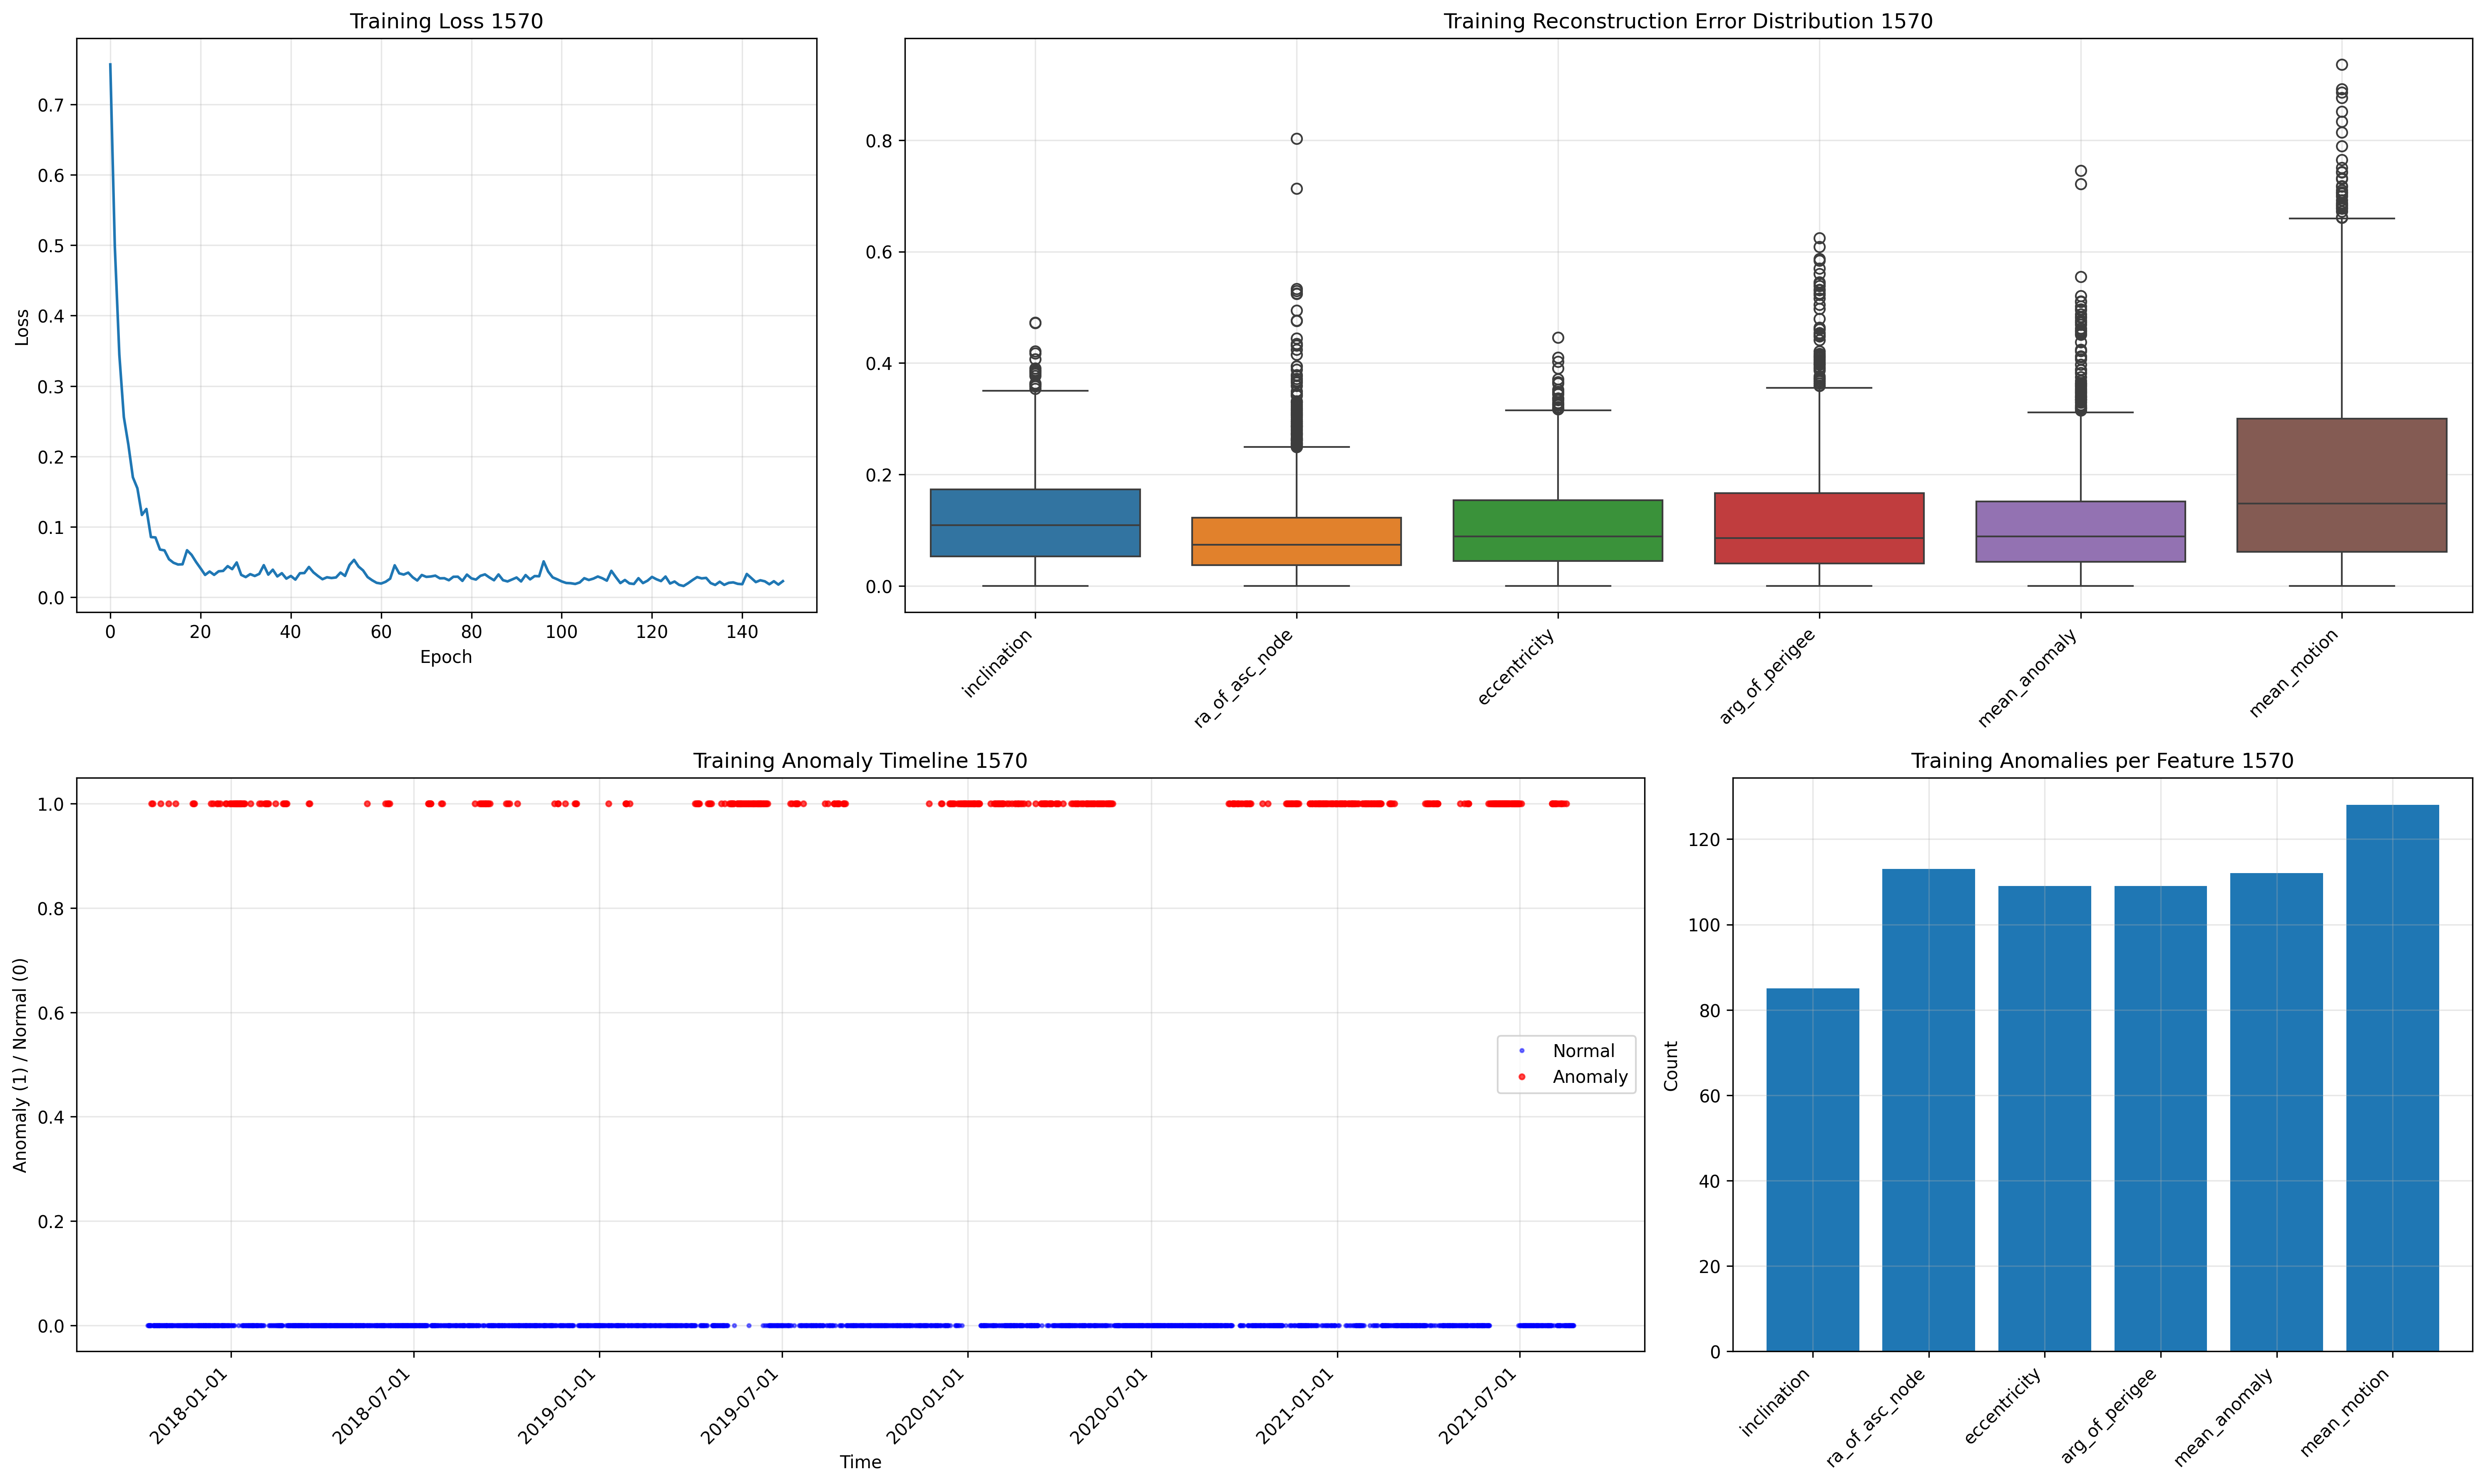 Training Loss 1570
Loss
0.7
0.6
0.5
0.4
0.3
0.2
0.1
0.0
0 20 40 60 80 100 120 140
Epoch
Training Reconstruction Error Distribution 1570
0.8
0.6
0.4
0.2
0.0
inclination
ra_of_asc_node
eccentricity
arg_of_perigee
mean_anomaly
mean_motion
Training Anomaly Timeline 1570
Anomaly (1) / Normal (0)
1.0
0.8
0.6
0.4
0.2
0.0
Normal
Anomaly
2018-01-01
2018-07-01
2019-01-01
2019-07-01
2020-01-01
2020-07-01
2021-01-01
2021-07-01
Time
Training Anomalies per Feature 1570
Count
120
100
80
60
40
20
0
inclination
ra_of_asc_node
eccentricity
arg_of_perigee
mean_anomaly
mean_motion